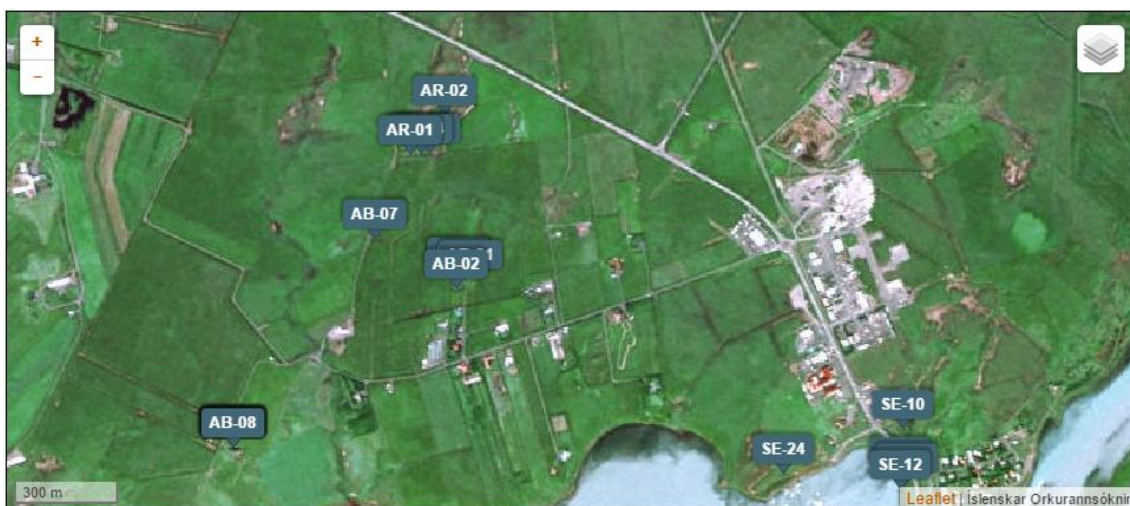 +
−
AR-02
AR-01
AB-07
AB-02
AB-08
SE-10
SE-24
SE-12
300 m
Leaflet | Íslenskar Orkurannsóknir